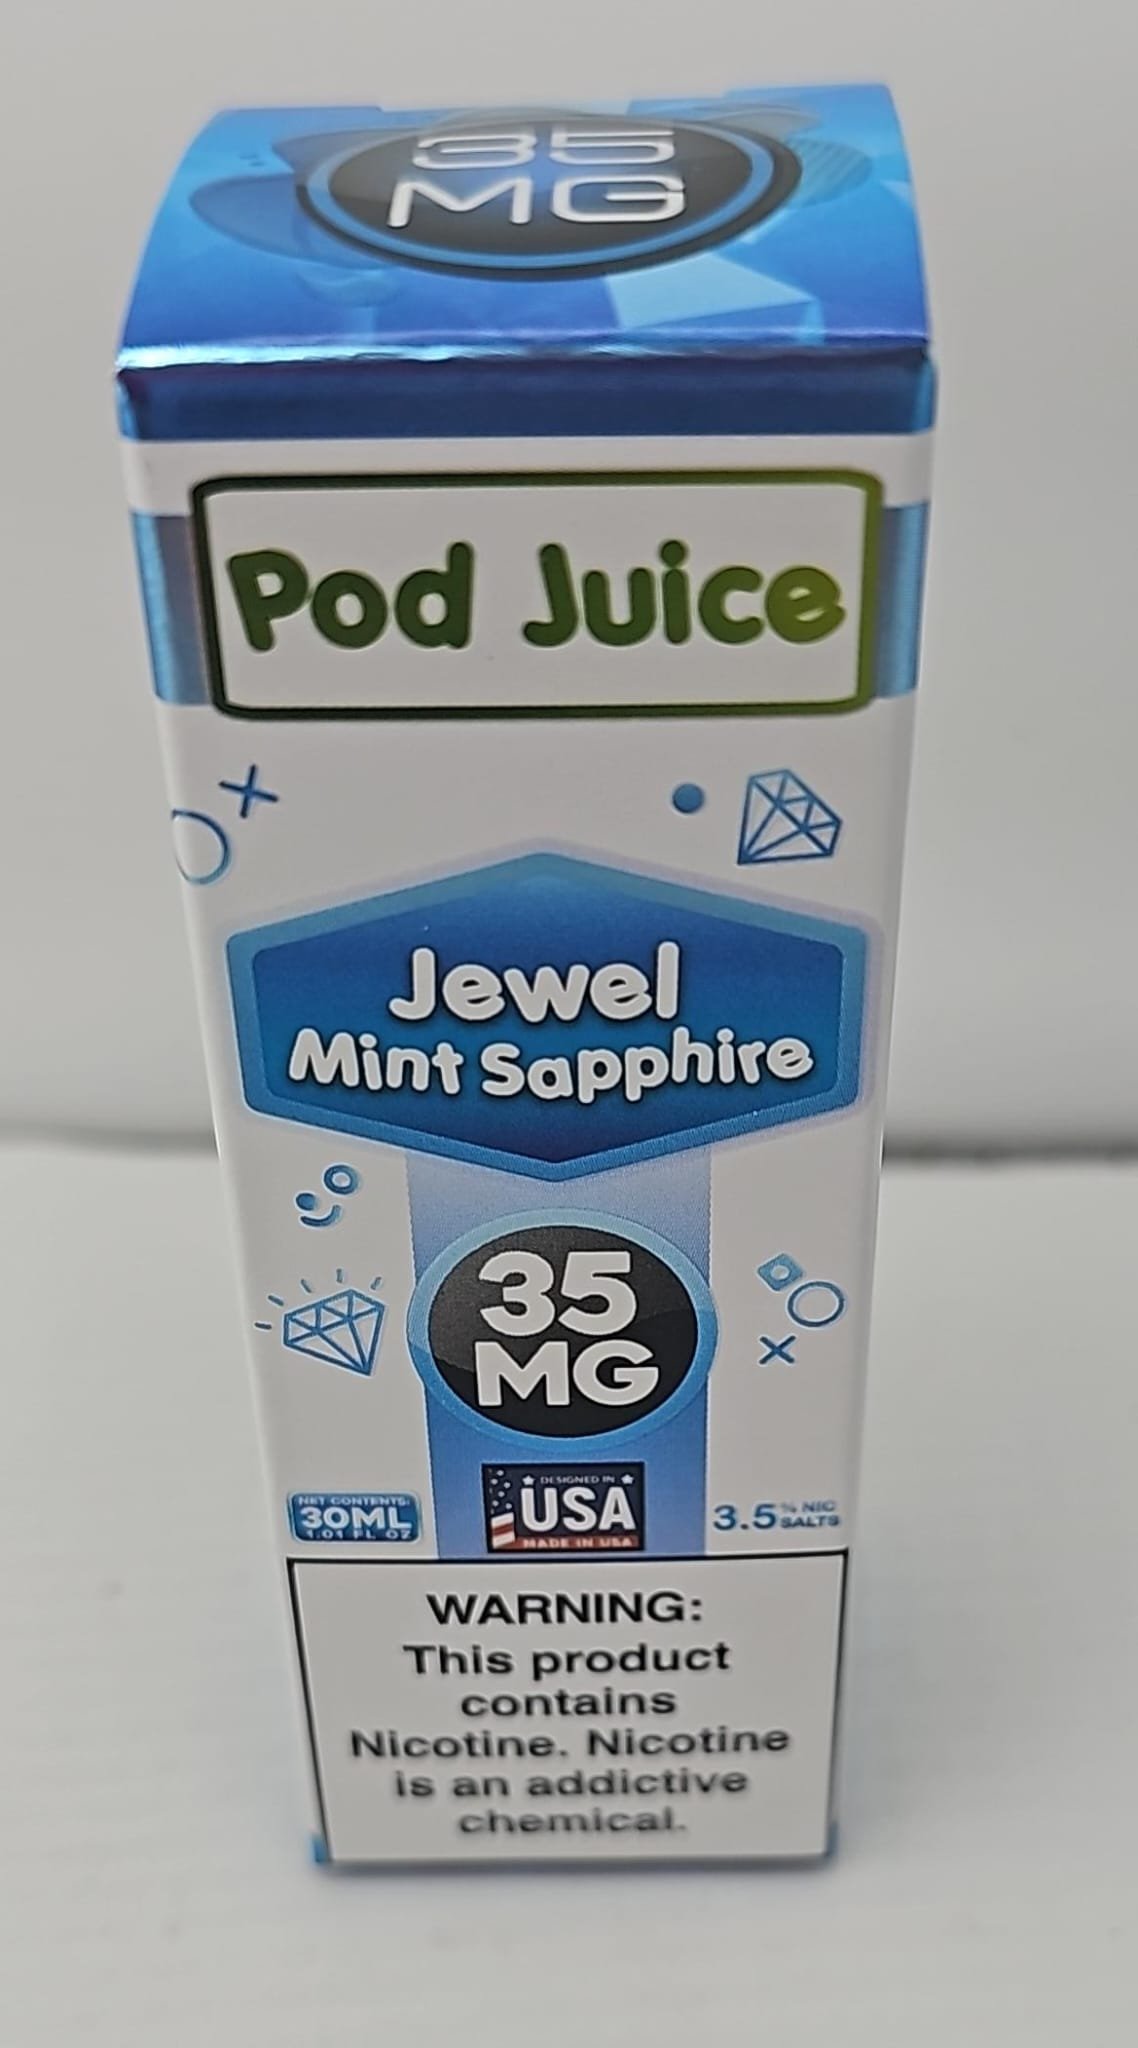 35
MG
Pod Juice
Jewel
Mint Sapphire
35
MG
NET CONTENTS:
30ML
1.01 FL OZ
DESIGNED IN
USA
MADE IN USA
3.5% NIC
SALTS
WARNING:
This product
contains
Nicotine. Nicotine
is an addictive
chemical.